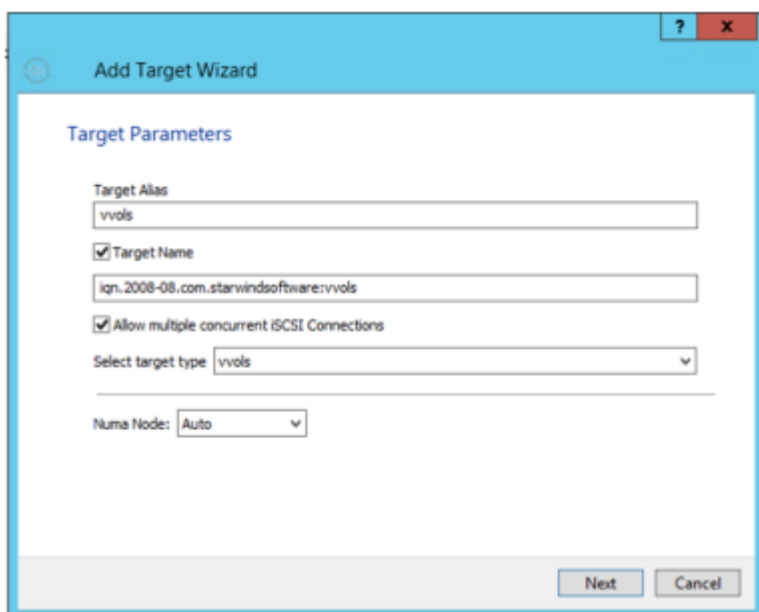 ?
x
Add Target Wizard
Target Parameters
Target Alias
vvols
Target Name
iqn.2008-08.com.starwindsoftware:vvols
Allow multiple concurrent iSCSI Connections
Select target type vvols
Numa Node: Auto
Next Cancel